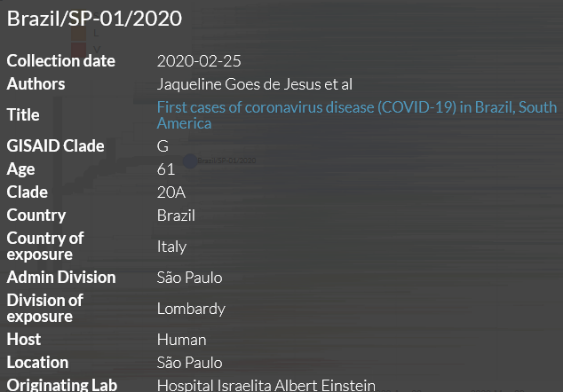 Brazil/SP-01/2020
Collection date 2020-02-25
Authors Jaqueline Goes de Jesus et al
Title First cases of coronavirus disease (COVID-19) in Brazil, South
America
GISAID Clade G
Age 61
Clade 20A
Country Brazil
Country of
exposure Italy
Admin Division São Paulo
Division of
exposure Lombardy
Host Human
Location São Paulo
Originating Lab Hospital Israelita Albert Einstein